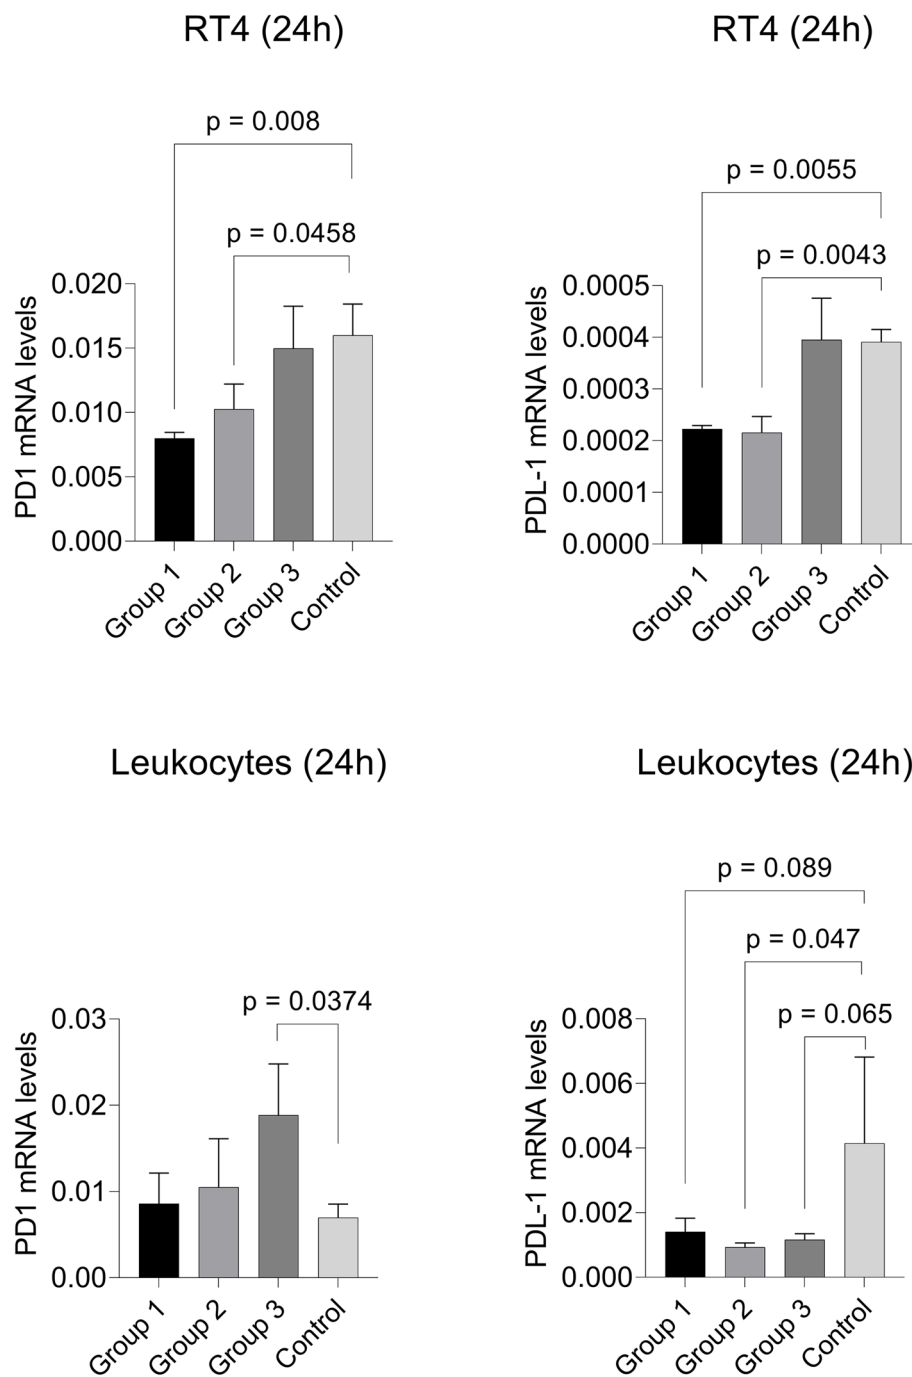 RT4 (24h)
p = 0.008
p = 0.0458
PD1 mRNA levels
0.020
0.015
0.010
0.005
0.000
Group 1
Group 2
Group 3
Control
RT4 (24h)
p = 0.0055
p = 0.0043
PDL-1 mRNA levels
0.0005
0.0004
0.0003
0.0002
0.0001
0.0000
Group 1
Group 2
Group 3
Control
Leukocytes (24h)
p = 0.0374
PD1 mRNA levels
0.03
0.02
0.01
0.00
Group 1
Group 2
Group 3
Control
Leukocytes (24h)
p = 0.089
p = 0.047
p = 0.065
PDL-1 mRNA levels
0.008
0.006
0.004
0.002
0.000
Group 1
Group 2
Group 3
Control